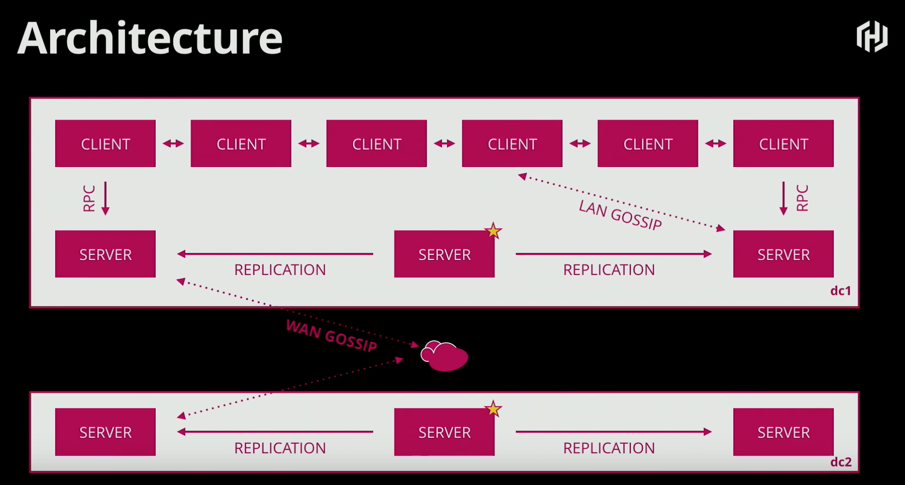 Architecture
CLIENT
CLIENT
CLIENT
CLIENT
CLIENT
CLIENT
RPC
LAN GOSSIP
RPC
SERVER
SERVER
SERVER
REPLICATION
REPLICATION
dc1
WAN GOSSIP
SERVER
SERVER
SERVER
REPLICATION
REPLICATION
dc2